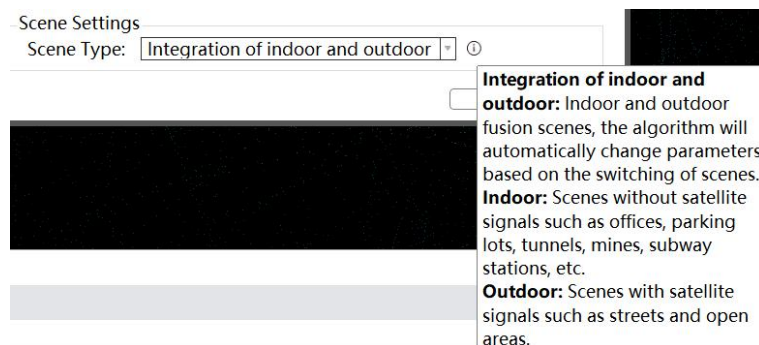 Scene Settings
Scene Type: Integration of indoor and outdoor
Integration of indoor and
outdoor: Indoor and outdoor
fusion scenes, the algorithm will
automatically change parameters
based on the switching of scenes.
Indoor: Scenes without satellite
signals such as offices, parking
lots, tunnels, mines, subway
stations, etc.
Outdoor: Scenes with satellite
signals such as streets and open
areas.